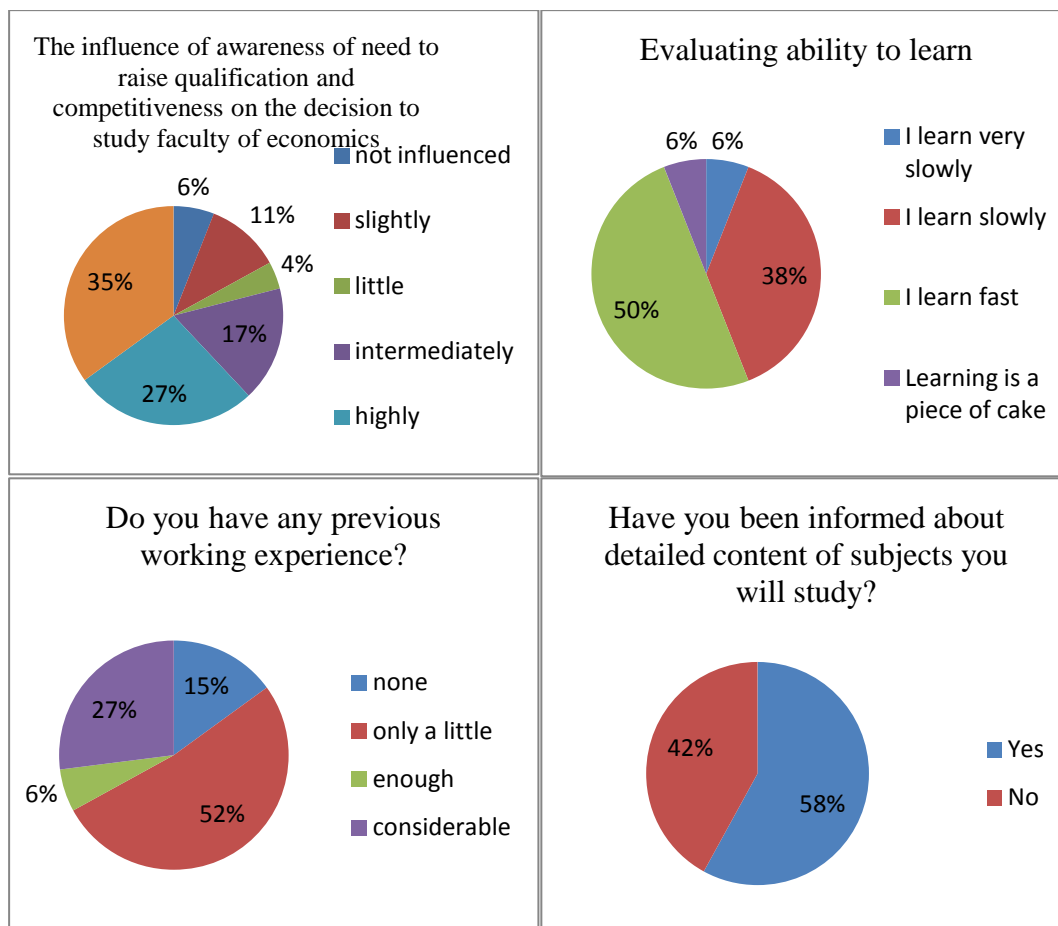 The influence of awareness of need to
raise qualification and
competitiveness on the decision to
study faculty of economics
not influenced
slightly
little
intermediately
highly
6%
11%
4%
17%
27%
35%
Evaluating ability to learn
I learn very
slowly
I learn slowly
I learn fast
Learning is a
piece of cake
6%
6%
38%
50%
Do you have any previous
working experience?
none
only a little
enough
considerable
15%
52%
6%
27%
Have you been informed about
detailed content of subjects you
will study?
Yes
No
58%
42%